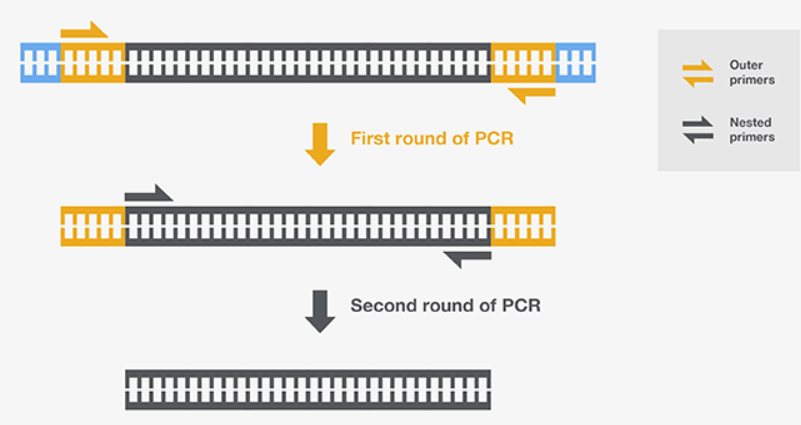 Outer
primers
First round of PCR
Nested
primers
Second round of PCR